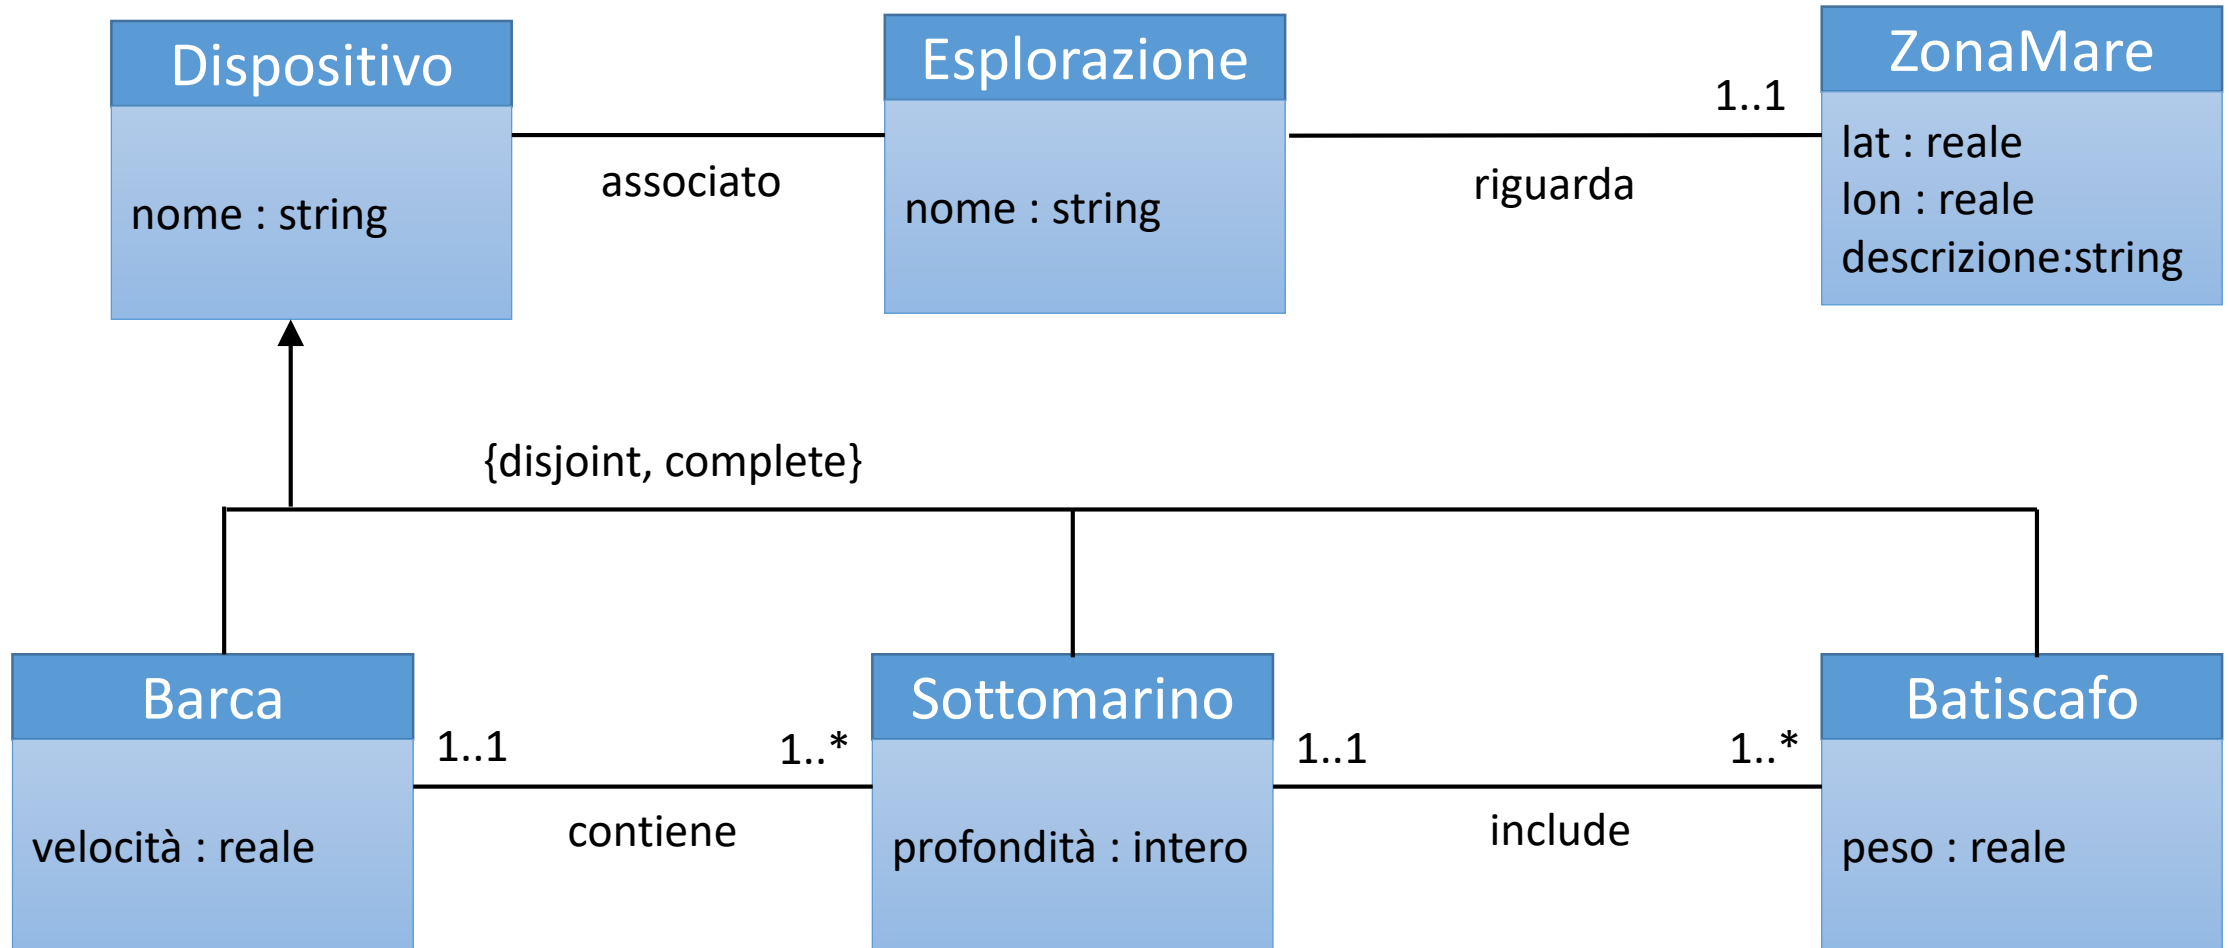 Dispositivo
nome : string
associato
Esplorazione
nome : string
1..1
riguarda
ZonaMare
lat : reale
lon : reale
descrizione:string
{disjoint, complete}
Barca
velocità : reale
1..1
1..*
contiene
Sottomarino
profondità : intero
1..1
1..*
include
Batiscafo
peso : reale